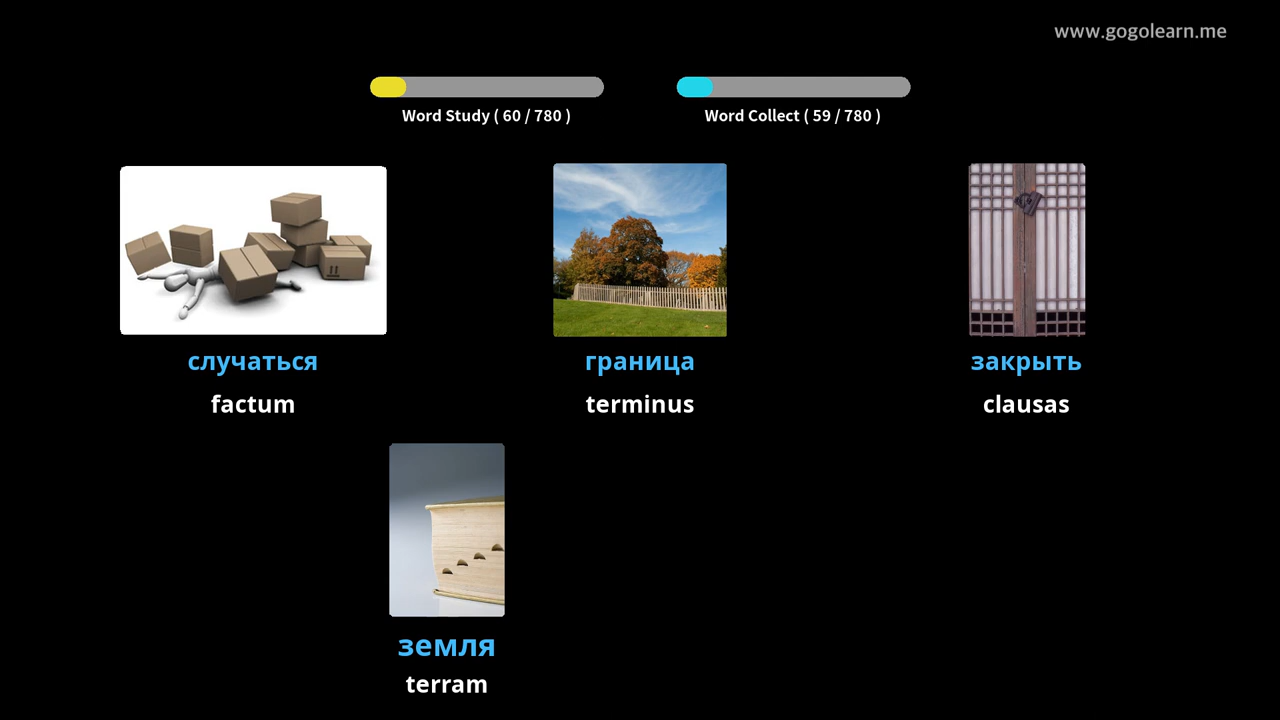 www.gogolearn.me
Word Study ( 60 / 780 )
Word Collect ( 59 / 780 )
случаться
factum
граница
terminus
закрыть
clausas
земля
terram